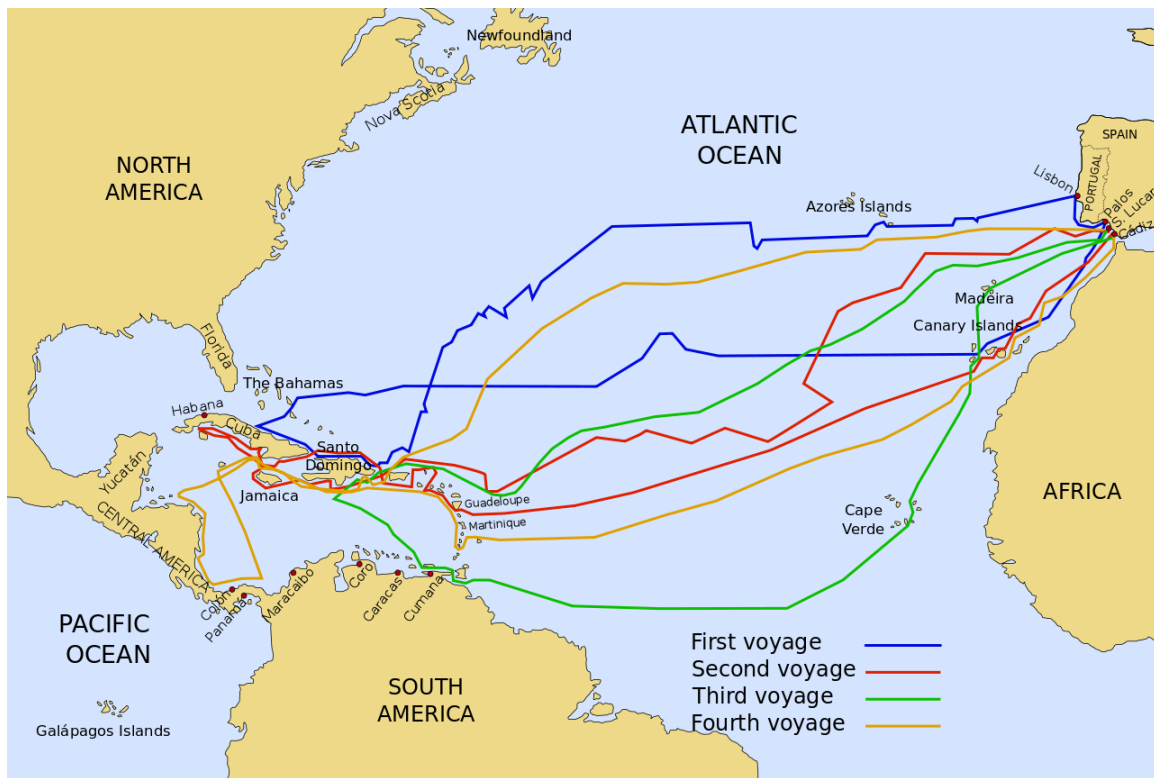 Newfoundland
Nova Scotia
ATLANTIC
OCEAN
NORTH
AMERICA
SPAIN
PORTUGAL
Lisbon
Palos
S. Lucar
Cádiz
Azores Islands
Madeira
Canary Islands
Florida
The Bahamas
Habana
Cuba
Santo
Domingo
Yucatán
Jamaica
Guadeloupe
Martinique
AFRICA
Cape
Verde
CENTRAL AMERICA
Colón
Panamá
Maracaibo
Coro
Caracas
Cumana
PACIFIC
OCEAN
SOUTH
AMERICA
Galápagos Islands
First voyage
Second voyage
Third voyage
Fourth voyage